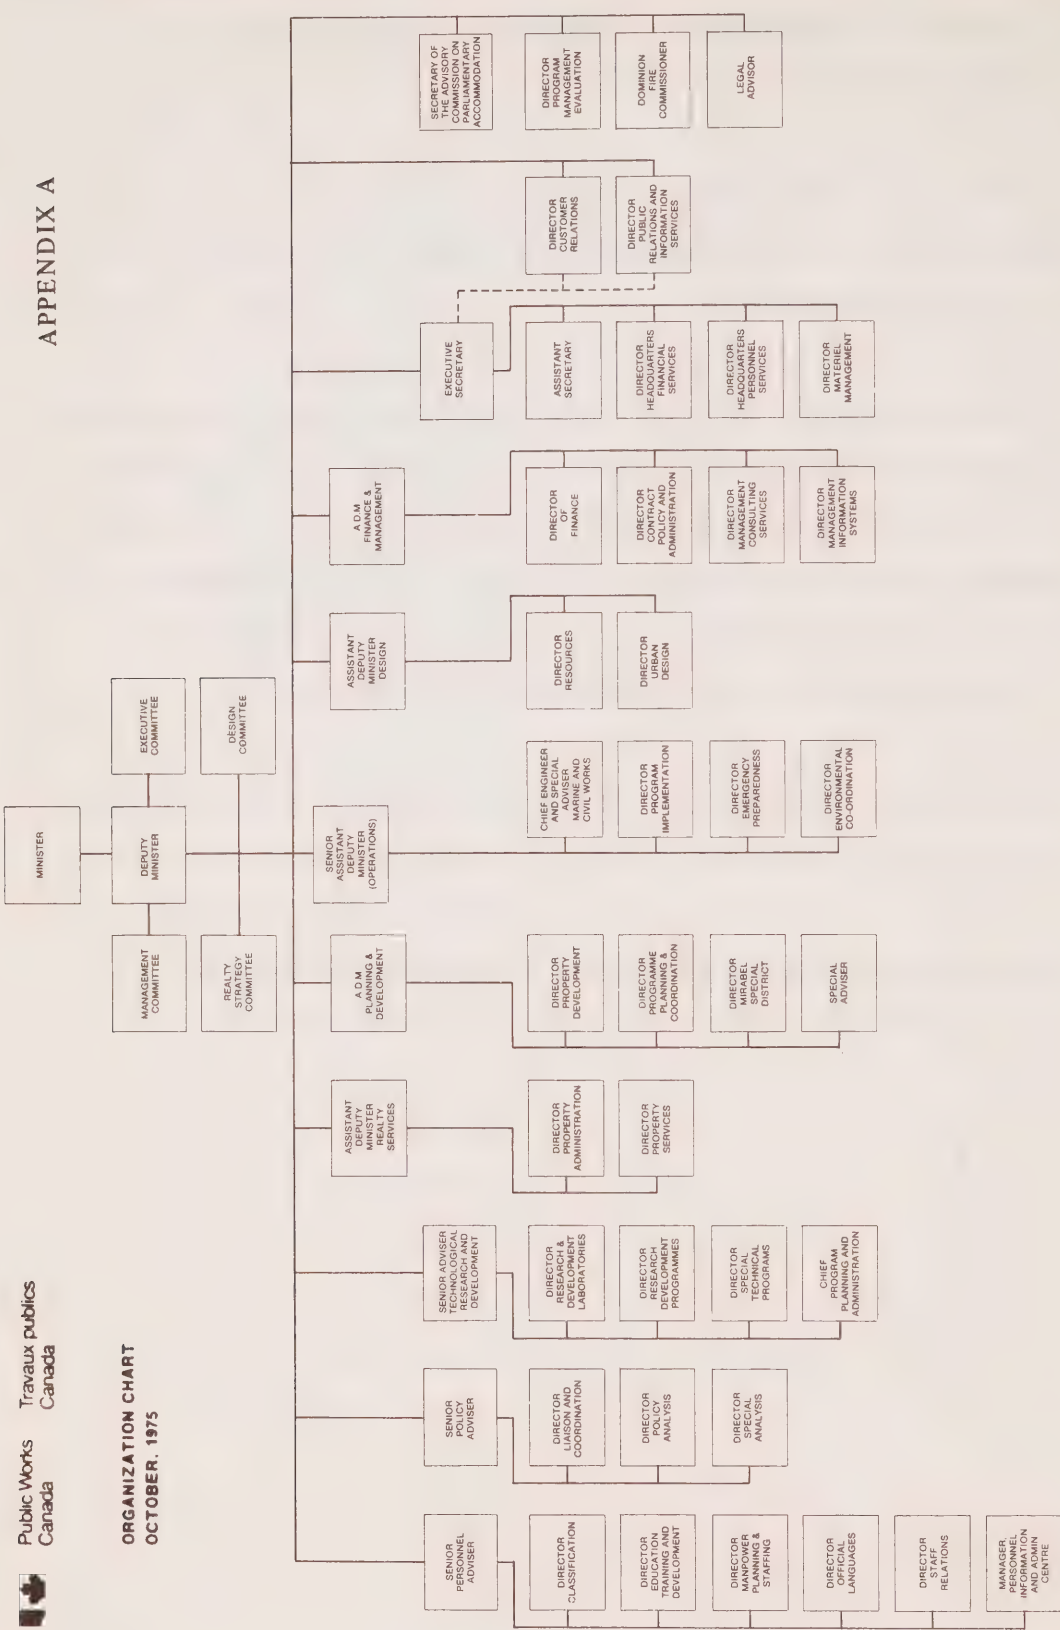 Public Works
Canada
Travaux publics
Canada
APPENDIX A
ORGANIZATION CHART
OCTOBER, 1975
MINISTER
MANAGEMENT
COMMITTEE
DEPUTY
MINISTER
EXECUTIVE
COMMITTEE
REALTY
STRATEGY
COMMITTEE
DESIGN
COMMITTEE
SENIOR
PERSONNEL
ADVISER
DIRECTOR
CLASSIFICATION
DIRECTOR
EDUCATION
TRAINING AND
DEVELOPMENT
DIRECTOR
MANPOWER
PLANNING &
STAFFING
DIRECTOR
OFFICIAL
LANGUAGES
DIRECTOR
STAFF
RELATIONS
MANAGER,
PERSONNEL
INFORMATION
AND ADMIN
CENTRE
SENIOR
POLICY
ADVISER
DIRECTOR
LIAISON AND
COORDINATION
DIRECTOR
POLICY
ANALYSIS
DIRECTOR
SPECIAL
ANALYSIS
SENIOR ADVISER
TECHNOLOGICAL
RESEARCH AND
DEVELOPMENT
DIRECTOR
RESEARCH &
DEVELOPMENT
LABORATORIES
DIRECTOR
RESEARCH
DEVELOPMENT
PROGRAMMES
DIRECTOR
SPECIAL
TECHNICAL
PROGRAMS
CHIEF
PROGRAM
PLANNING AND
ADMINISTRATION
ASSISTANT
DEPUTY
MINISTER
REALTY
SERVICES
DIRECTOR
PROPERTY
ADMINISTRATION
DIRECTOR
PROPERTY
SERVICES
A D M
PLANNING &
DEVELOPMENT
DIRECTOR
PROPERTY
DEVELOPMENT
DIRECTOR
PROGRAMME
PLANNING &
COORDINATION
DIRECTOR
MIRABEL
SPECIAL
DISTRICT
SPECIAL
ADVISER
SENIOR
ASSISTANT
DEPUTY
MINISTER
(OPERATIONS)
CHIEF ENGINEER
AND SPECIAL
ADVISER
MARINE AND
CIVIL WORKS
DIRECTOR
PROGRAM
IMPLEMENTATION
DIRECTOR
EMERGENCY
PREPAREDNESS
DIRECTOR
ENVIRONMENTAL
CO-ORDINATION
ASSISTANT
DEPUTY
MINISTER
DESIGN
DIRECTOR
RESOURCES
DIRECTOR
URBAN
DESIGN
A D M
FINANCE &
MANAGEMENT
DIRECTOR
OF
FINANCE
DIRECTOR
CONTRACT
POLICY AND
ADMINISTRATION
DIRECTOR
MANAGEMENT
CONSULTING
SERVICES
DIRECTOR
MANAGEMENT
INFORMATION
SYSTEMS
EXECUTIVE
SECRETARY
ASSISTANT
SECRETARY
DIRECTOR
HEADQUARTERS
FINANCIAL
SERVICES
DIRECTOR
HEADQUARTERS
PERSONNEL
SERVICES
DIRECTOR
MATERIEL
MANAGEMENT
DIRECTOR
CUSTOMER
RELATIONS
DIRECTOR
PUBLIC
RELATIONS AND
INFORMATION
SERVICES
SECRETARY OF
THE ADVISORY
COMMISSION ON
PARLIAMENTARY
ACCOMMODATION
DIRECTOR
PROGRAM
MANAGEMENT
EVALUATION
DOMINION
FIRE
COMMISSIONER
LEGAL
ADVISOR